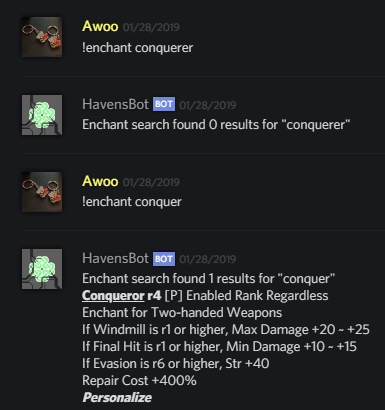 Awoo 01/28/2019
!enchant conquerer
HavensBot BOT 01/28/2019
Enchant search found 0 results for "conquerer"
Awoo 01/28/2019
!enchant conquer
HavensBot BOT 01/28/2019
Enchant search found 1 results for "conquer"
Conqueror r4 [P] Enabled Rank Regardless
Enchant for Two-handed Weapons
If Windmill is r1 or higher, Max Damage +20 ~ +25
If Final Hit is r1 or higher, Min Damage +10 ~ +15
If Evasion is r6 or higher, Str +40
Repair Cost +400%
Personalize